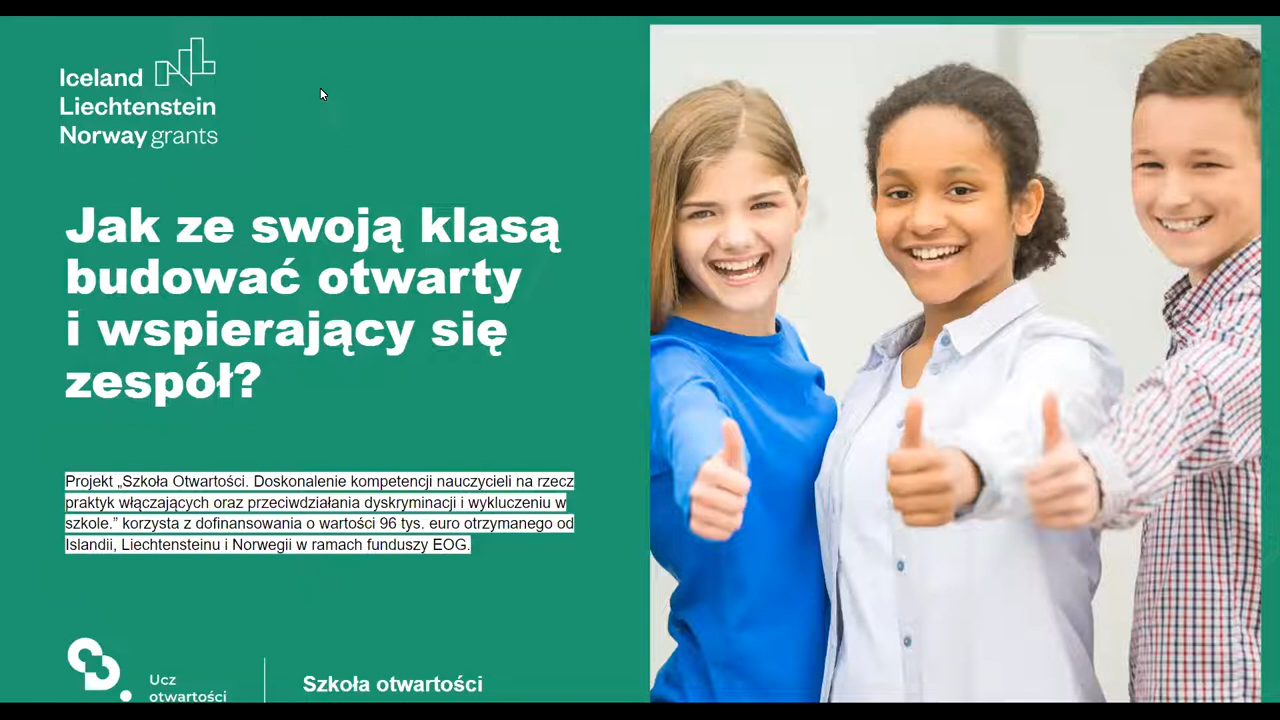 Iceland
Liechtenstein
Norway grants
Jak ze swoją klasą
budować otwarty
i wspierający się
zespół?
Projekt „Szkoła Otwartości. Doskonalenie kompetencji nauczycieli na rzecz
praktyk włączających oraz przeciwdziałania dyskryminacji i wykluczeniu w
szkole.” korzysta z dofinansowania o wartości 96 tys. euro otrzymanego od
Islandii, Liechtensteinu i Norwegii w ramach funduszy EOG.
Ucz
otwartości
Szkoła otwartości